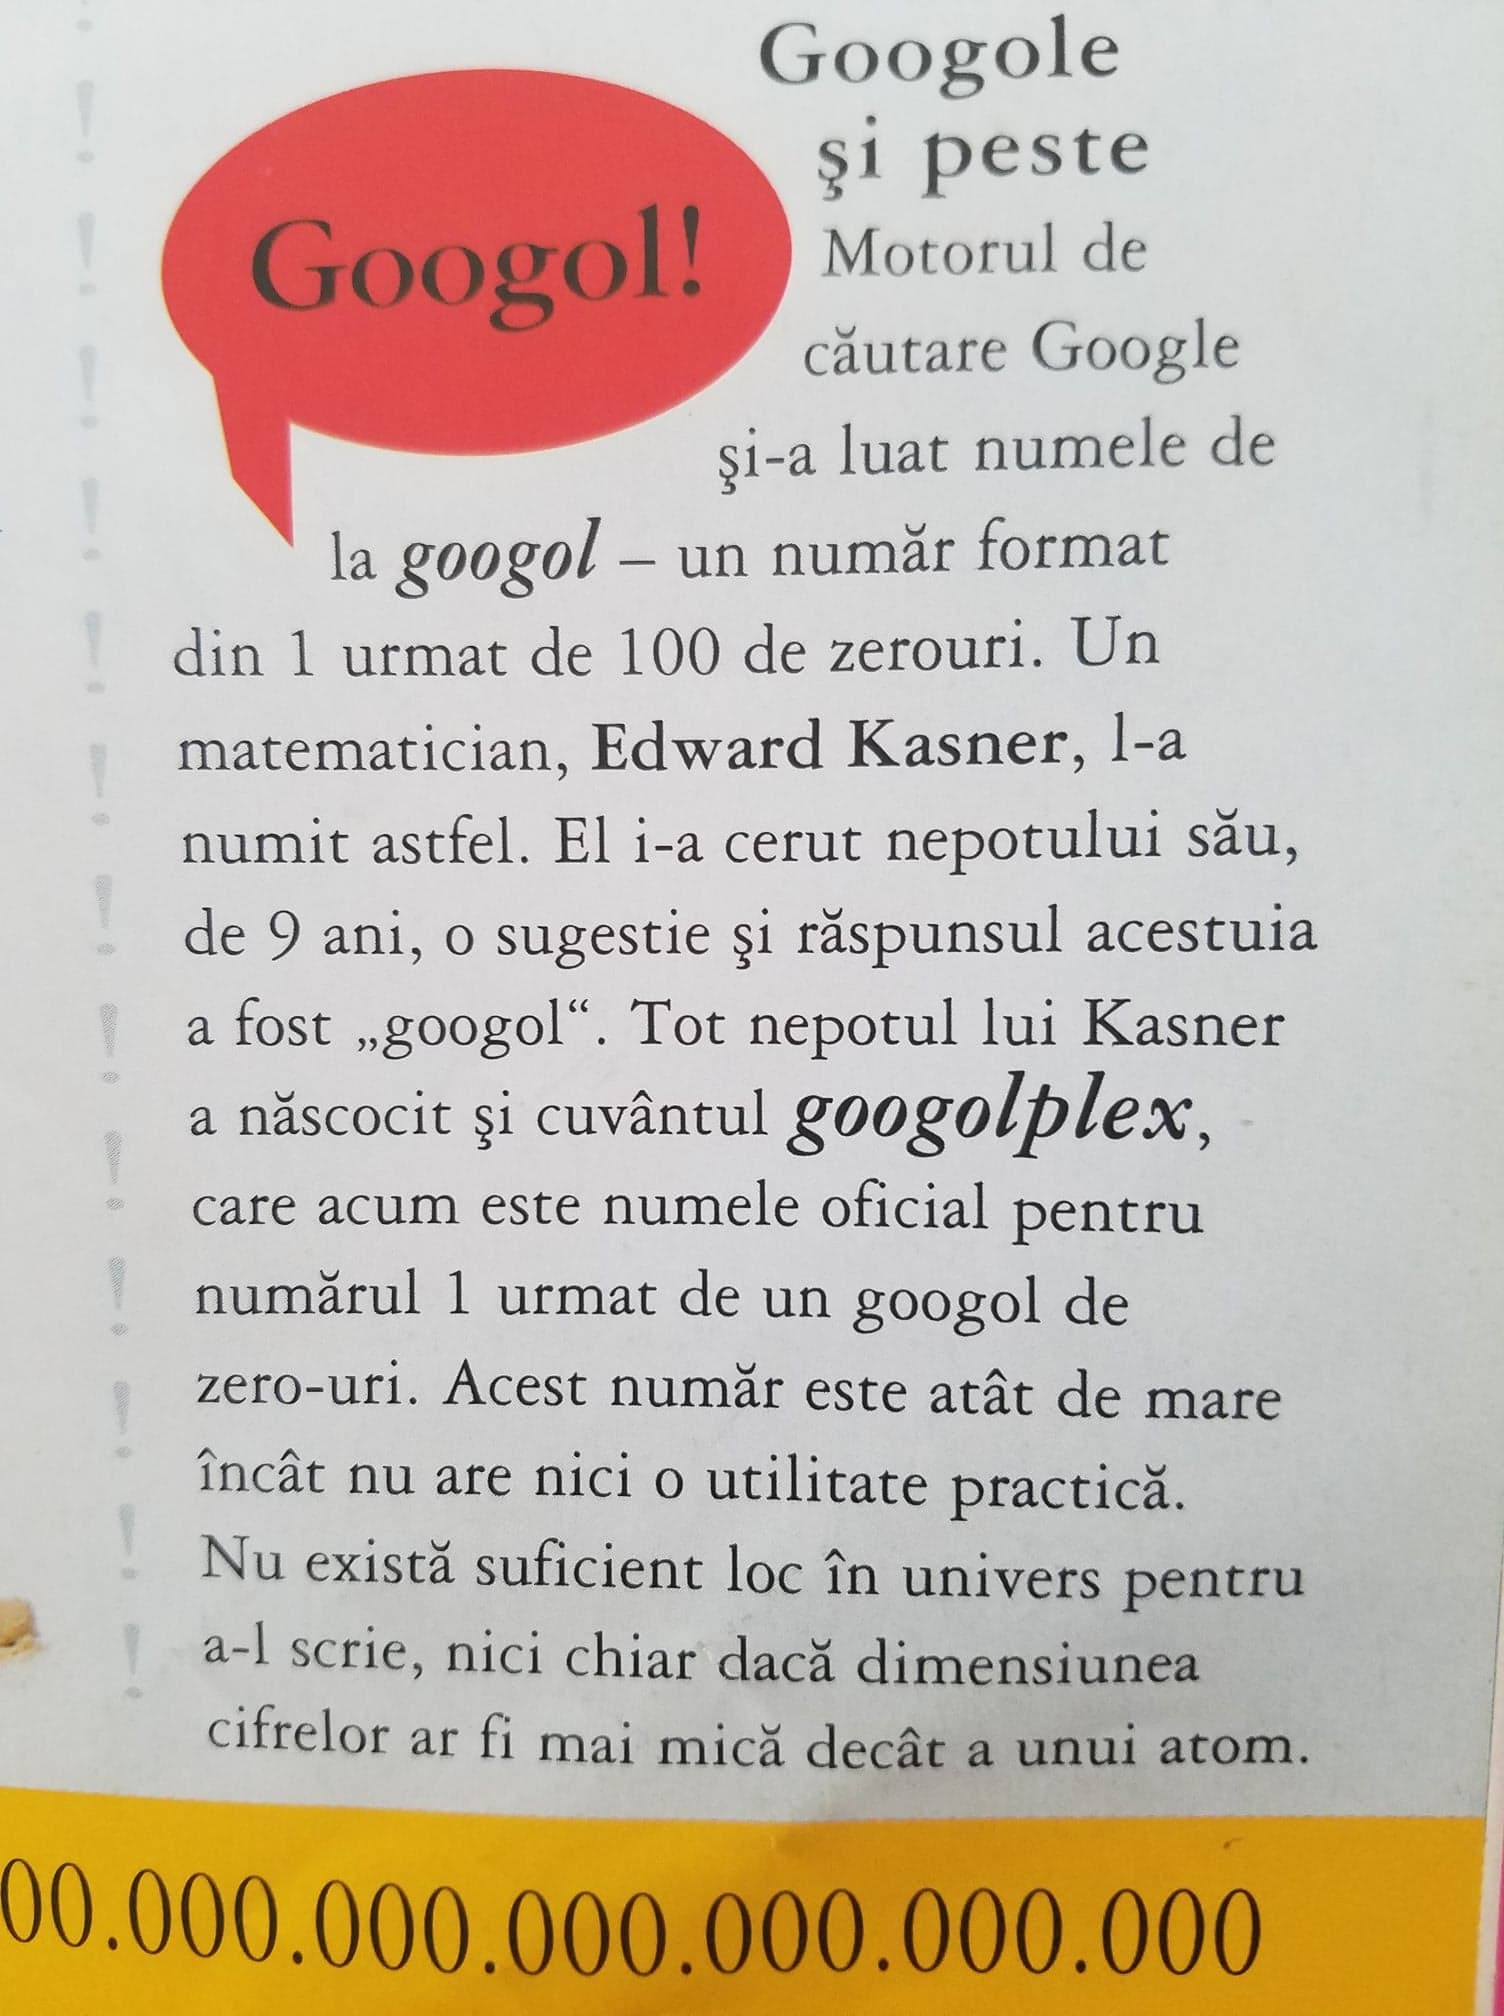 Googol!
Googole
şi peste
Motorul de
căutare Google
şi-a luat numele de
la googol – un număr format
din 1 urmat de 100 de zerouri. Un
matematician, Edward Kasner, l-a
numit astfel. El i-a cerut nepotului său,
de 9 ani, o sugestie şi răspunsul acestuia
a fost „googol“. Tot nepotul lui Kasner
a născocit şi cuvântul googolplex,
care acum este numele oficial pentru
numărul 1 urmat de un googol de
zero-uri. Acest număr este atât de mare
încât nu are nici o utilitate practică.
Nu există suficient loc în univers pentru
a-l scrie, nici chiar dacă dimensiunea
cifrelor ar fi mai mică decât a unui atom.
00.000.000.000.000.000.000